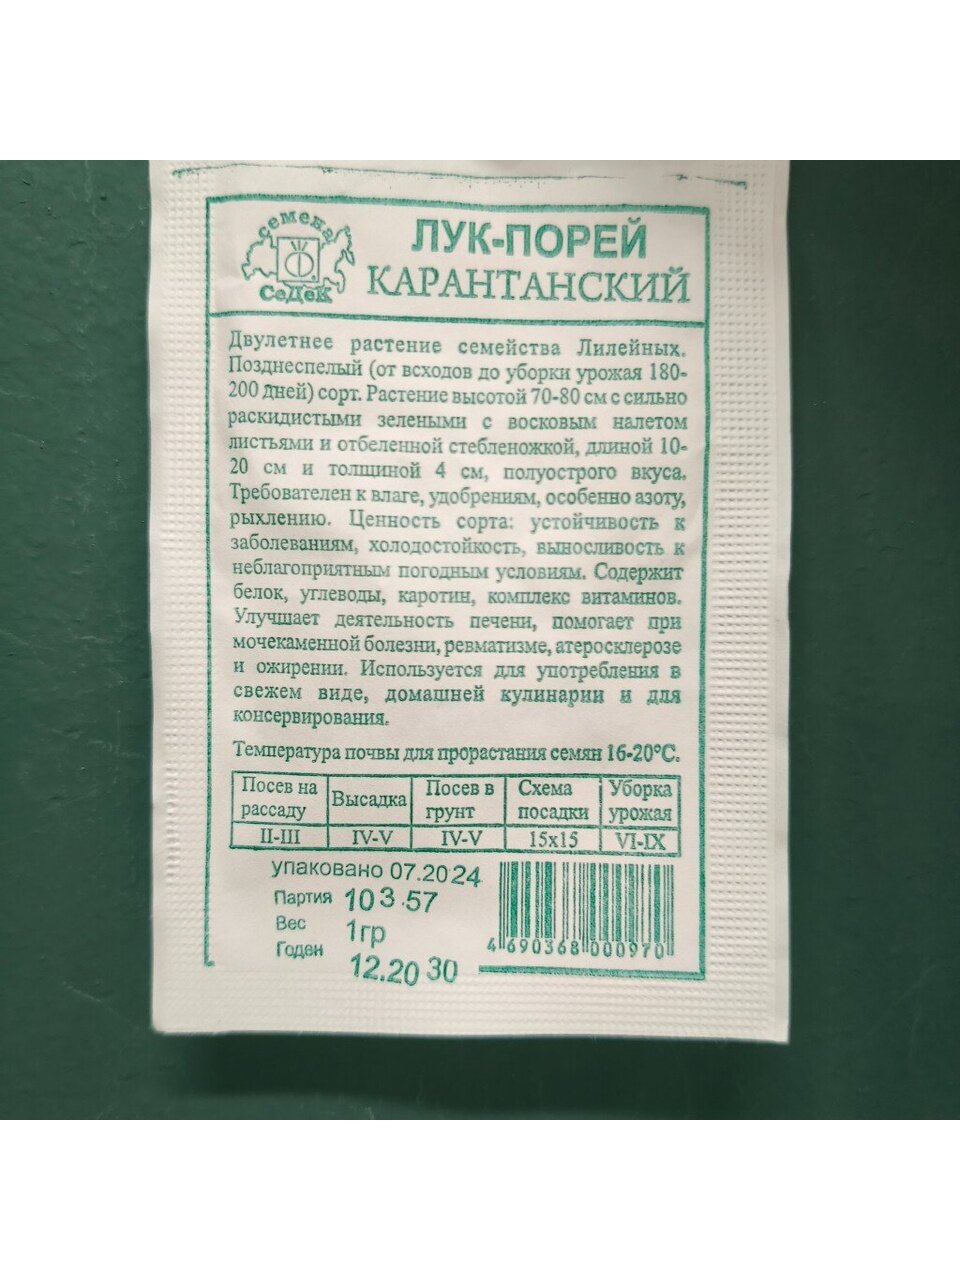 семена
СеДеК
ЛУК-ПОРЕЙ
КАРАНТАНСКИЙ
Двулетнее растение семейства Лилейных.
Позднеспелый (от всходов до уборки урожая 180-
200 дней) сорт. Растение высотой 70-80 см с сильно
раскидистыми зелеными с восковым налетом
листьями и отбеленной стебленожкой, длиной 10-
20 см и толщиной 4 см, полуострого вкуса.
Требователен к влаге, удобрениям, особенно азоту,
рыхлению. Ценность сорта: устойчивость к
заболеваниям, холодостойкость, выносливость к
неблагоприятным погодным условиям. Содержит
белок, углеводы, каротин, комплекс витаминов.
Улучшает деятельность печени, помогает при
мочекаменной болезни, ревматизме, атеросклерозе
и ожирении. Используется для употребления в
свежем виде, домашней кулинарии и для
консервирования.
Температура почвы для прорастания семян 16-20°С.
Посев на рассаду Высадка Посев в грунт Схема посадки Уборка урожая
II-III IV-V IV-V 15х15 VI-IX
упаковано 07.2024
Партия 103.57
Вес 1гр
Годен 12.2030
4 690368 000970